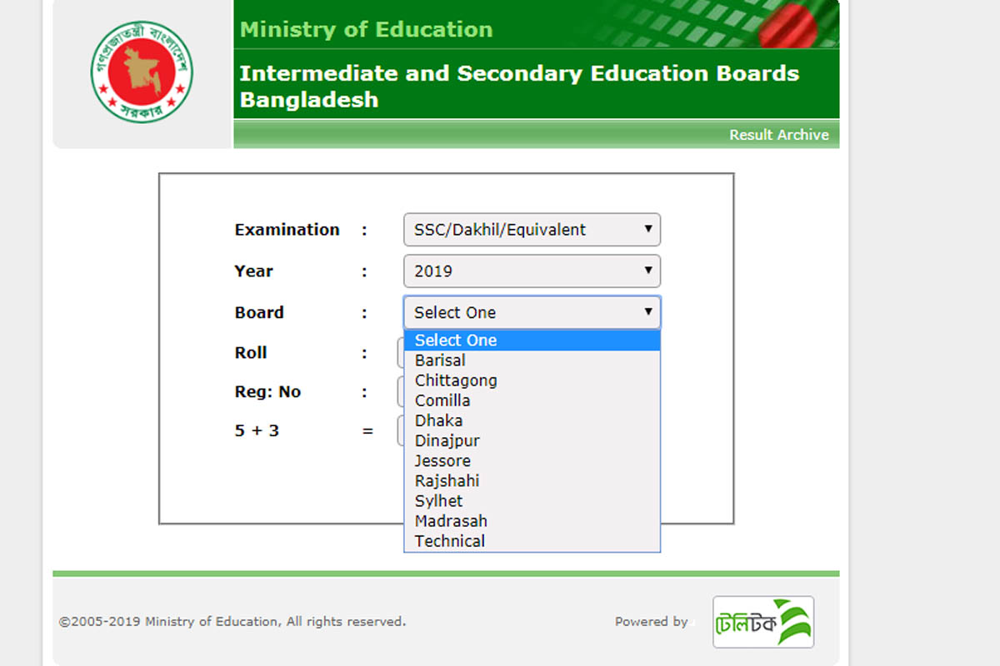 গণপ্রজাতন্ত্রী বাংলাদেশ
সরকার
Ministry of Education
Intermediate and Secondary Education Boards
Bangladesh
Result Archive
Examination : SSC/Dakhil/Equivalent
Year : 2019
Board : Select One
Select One
Barisal
Chittagong
Comilla
Dhaka
Dinajpur
Jessore
Rajshahi
Sylhet
Madrasah
Technical
Roll :
Reg: No :
5 + 3 =
©2005-2019 Ministry of Education, All rights reserved.
Powered by
টেলিটক